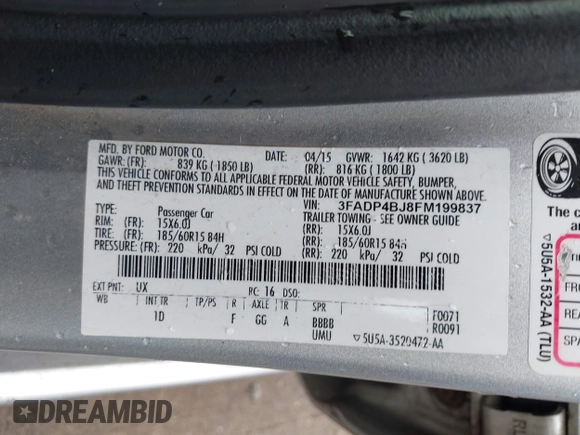 MFD. BY FORD MOTOR CO.
DATE: 04/15 GVWR: 1642 KG ( 3620 LB)
GAWR: (FR): 839 KG ( 1850 LB) (RR): 816 KG ( 1800 LB)
THIS VEHICLE CONFORMS TO ALL APPLICABLE FEDERAL MOTOR VEHICLE SAFETY, BUMPER,
AND THEFT PREVENTION STANDARDS IN EFFECT ON THE DATE OF MANUFACTURE SHOWN ABOVE.
VIN: 3FADP4BJ8FM199837
TYPE: Passenger Car TRAILER TOWING - SEE OWNER GUIDE
RIM: (FR): 15X6.0J (RR): 15X6.0J
TIRE: (FR): 185/60R15 84H (RR): 185/60R15 84H
PRESSURE: (FR): 220 kPa/ 32 PSI COLD (RR): 220 kPa/ 32 PSI COLD
EXT PNT: UX RC: 16 DSO:
WB INT TR TP/PS R AXLE TR SPR F0071
1D F GG A BBBB R0091
UMU ▽5U5A-3520472-AA
The c
as
▽5U5A-1532-AA (TLU)
FRO
REA
SPA
DREAMBID